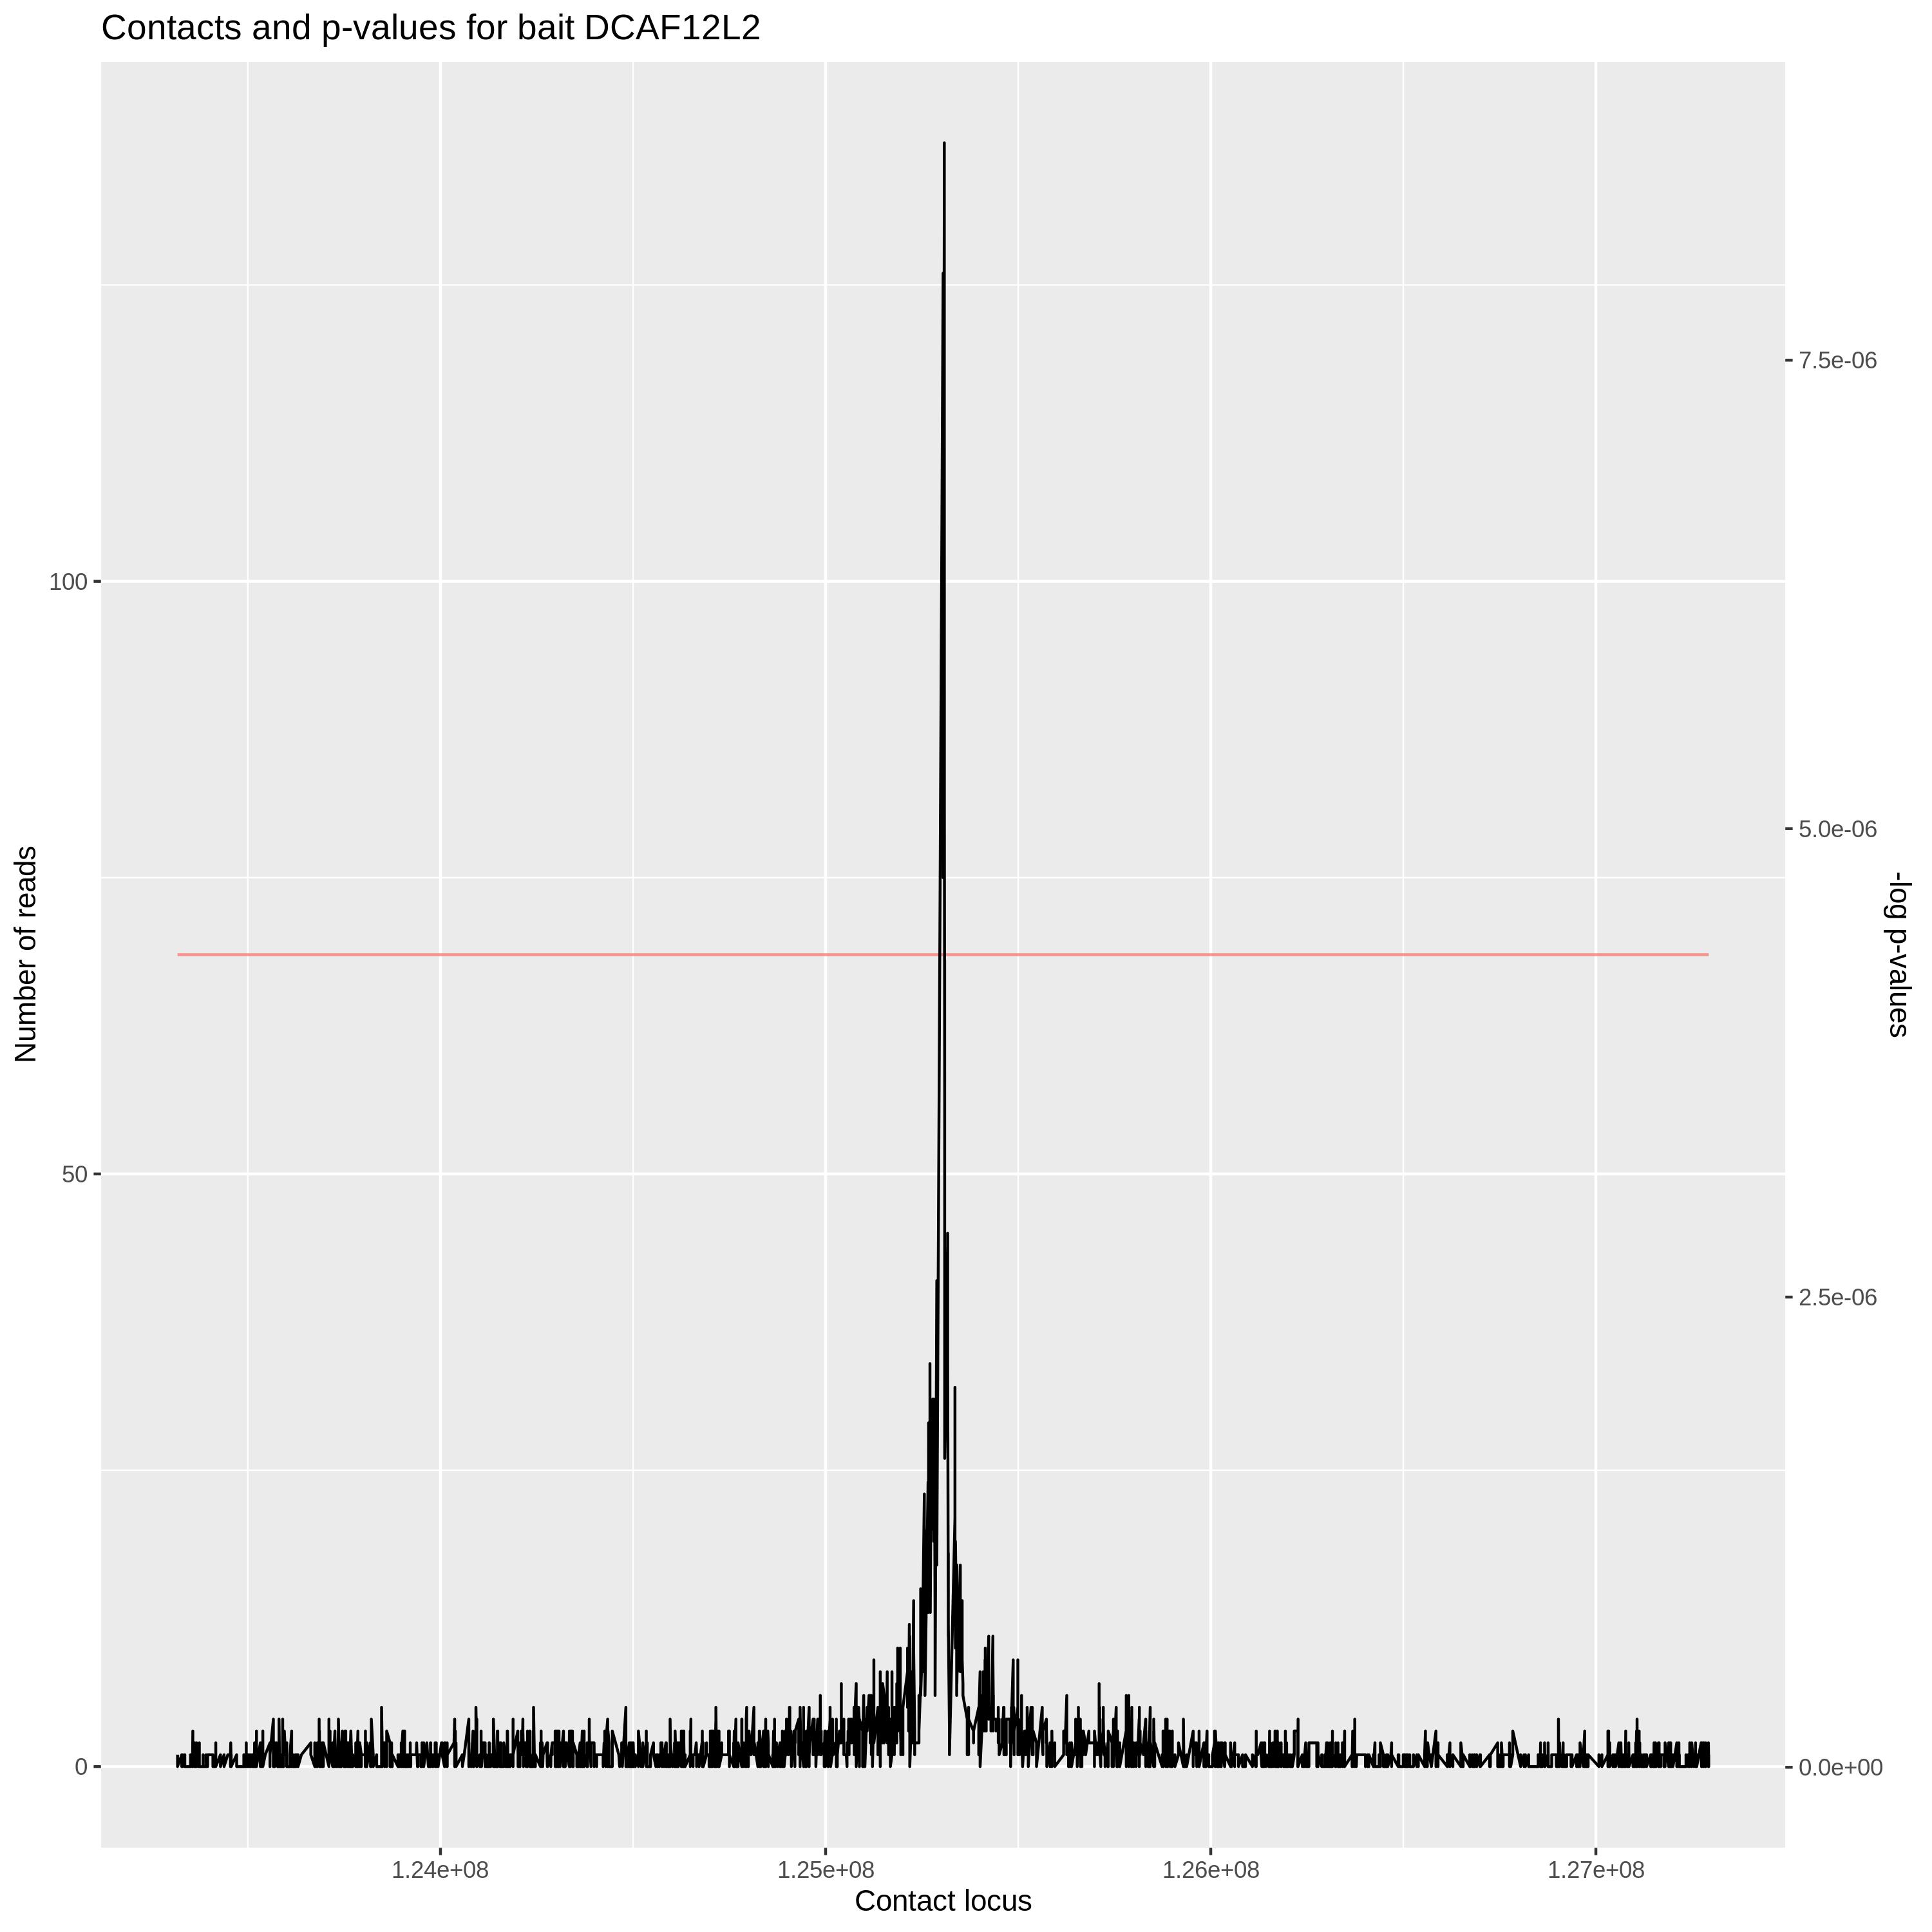 Contacts and p-values for bait DCAF12L2
Number of reads
100
50
0
7.5e-06
5.0e-06
2.5e-06
0.0e+00
-log p-values
1.24e+08
1.25e+08
1.26e+08
1.27e+08
Contact locus